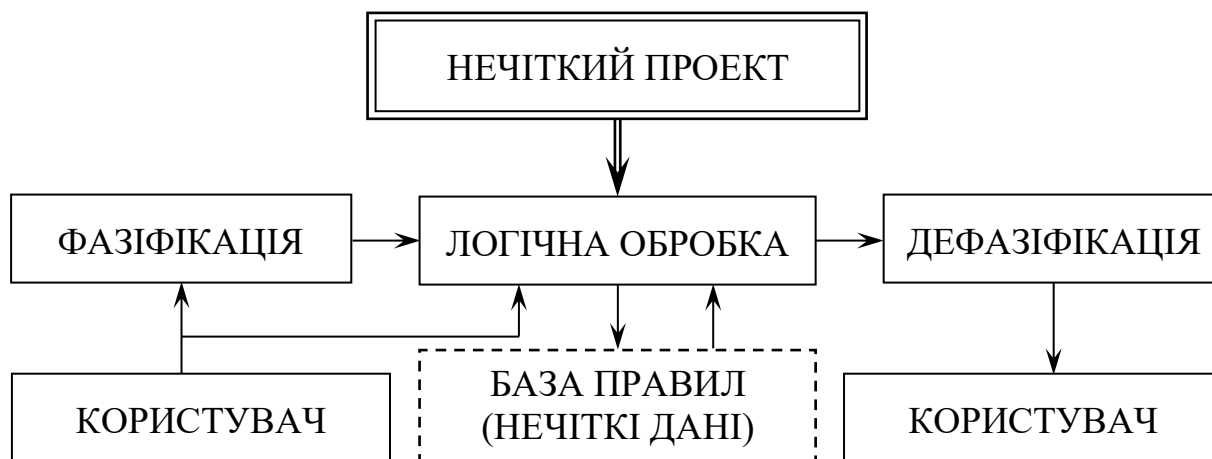 НЕЧІТКИЙ ПРОЕКТ
ФАЗІФІКАЦІЯ
ЛОГІЧНА ОБРОБКА
ДЕФАЗІФІКАЦІЯ
КОРИСТУВАЧ
БАЗА ПРАВИЛ
(НЕЧІТКІ ДАНІ)
КОРИСТУВАЧ